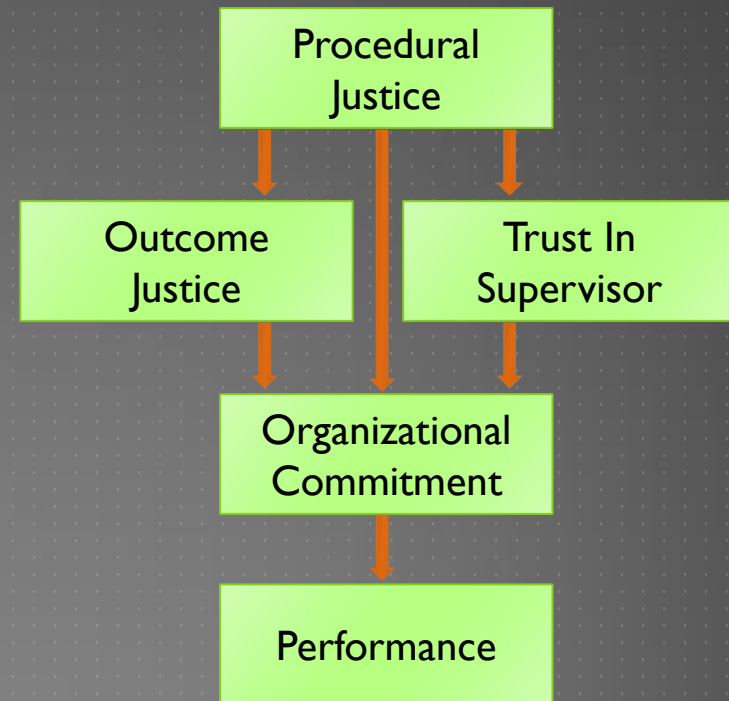 Procedural
Justice
Outcome
Justice
Trust In
Supervisor
Organizational
Commitment
Performance